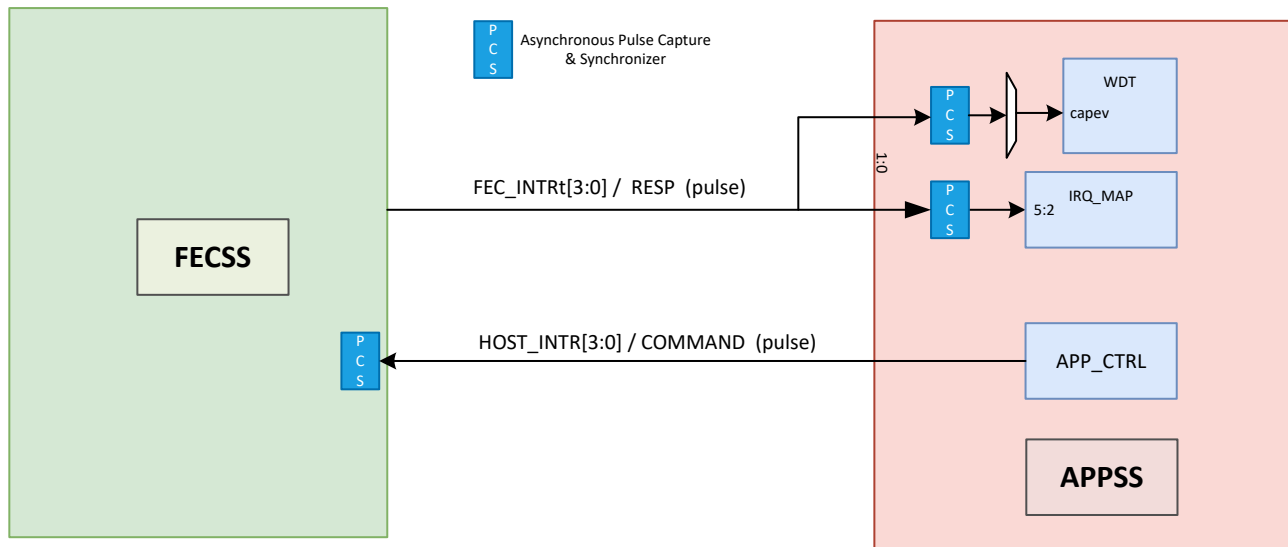 P
C
S
Asynchronous Pulse Capture
& Synchronizer
P
C
S
WDT
capev
1:0
FEC_INTRt[3:0] / RESP (pulse)
P
C
S
IRQ_MAP
5:2
FECSS
P
C
S
HOST_INTR[3:0] / COMMAND (pulse)
APP_CTRL
APPSS